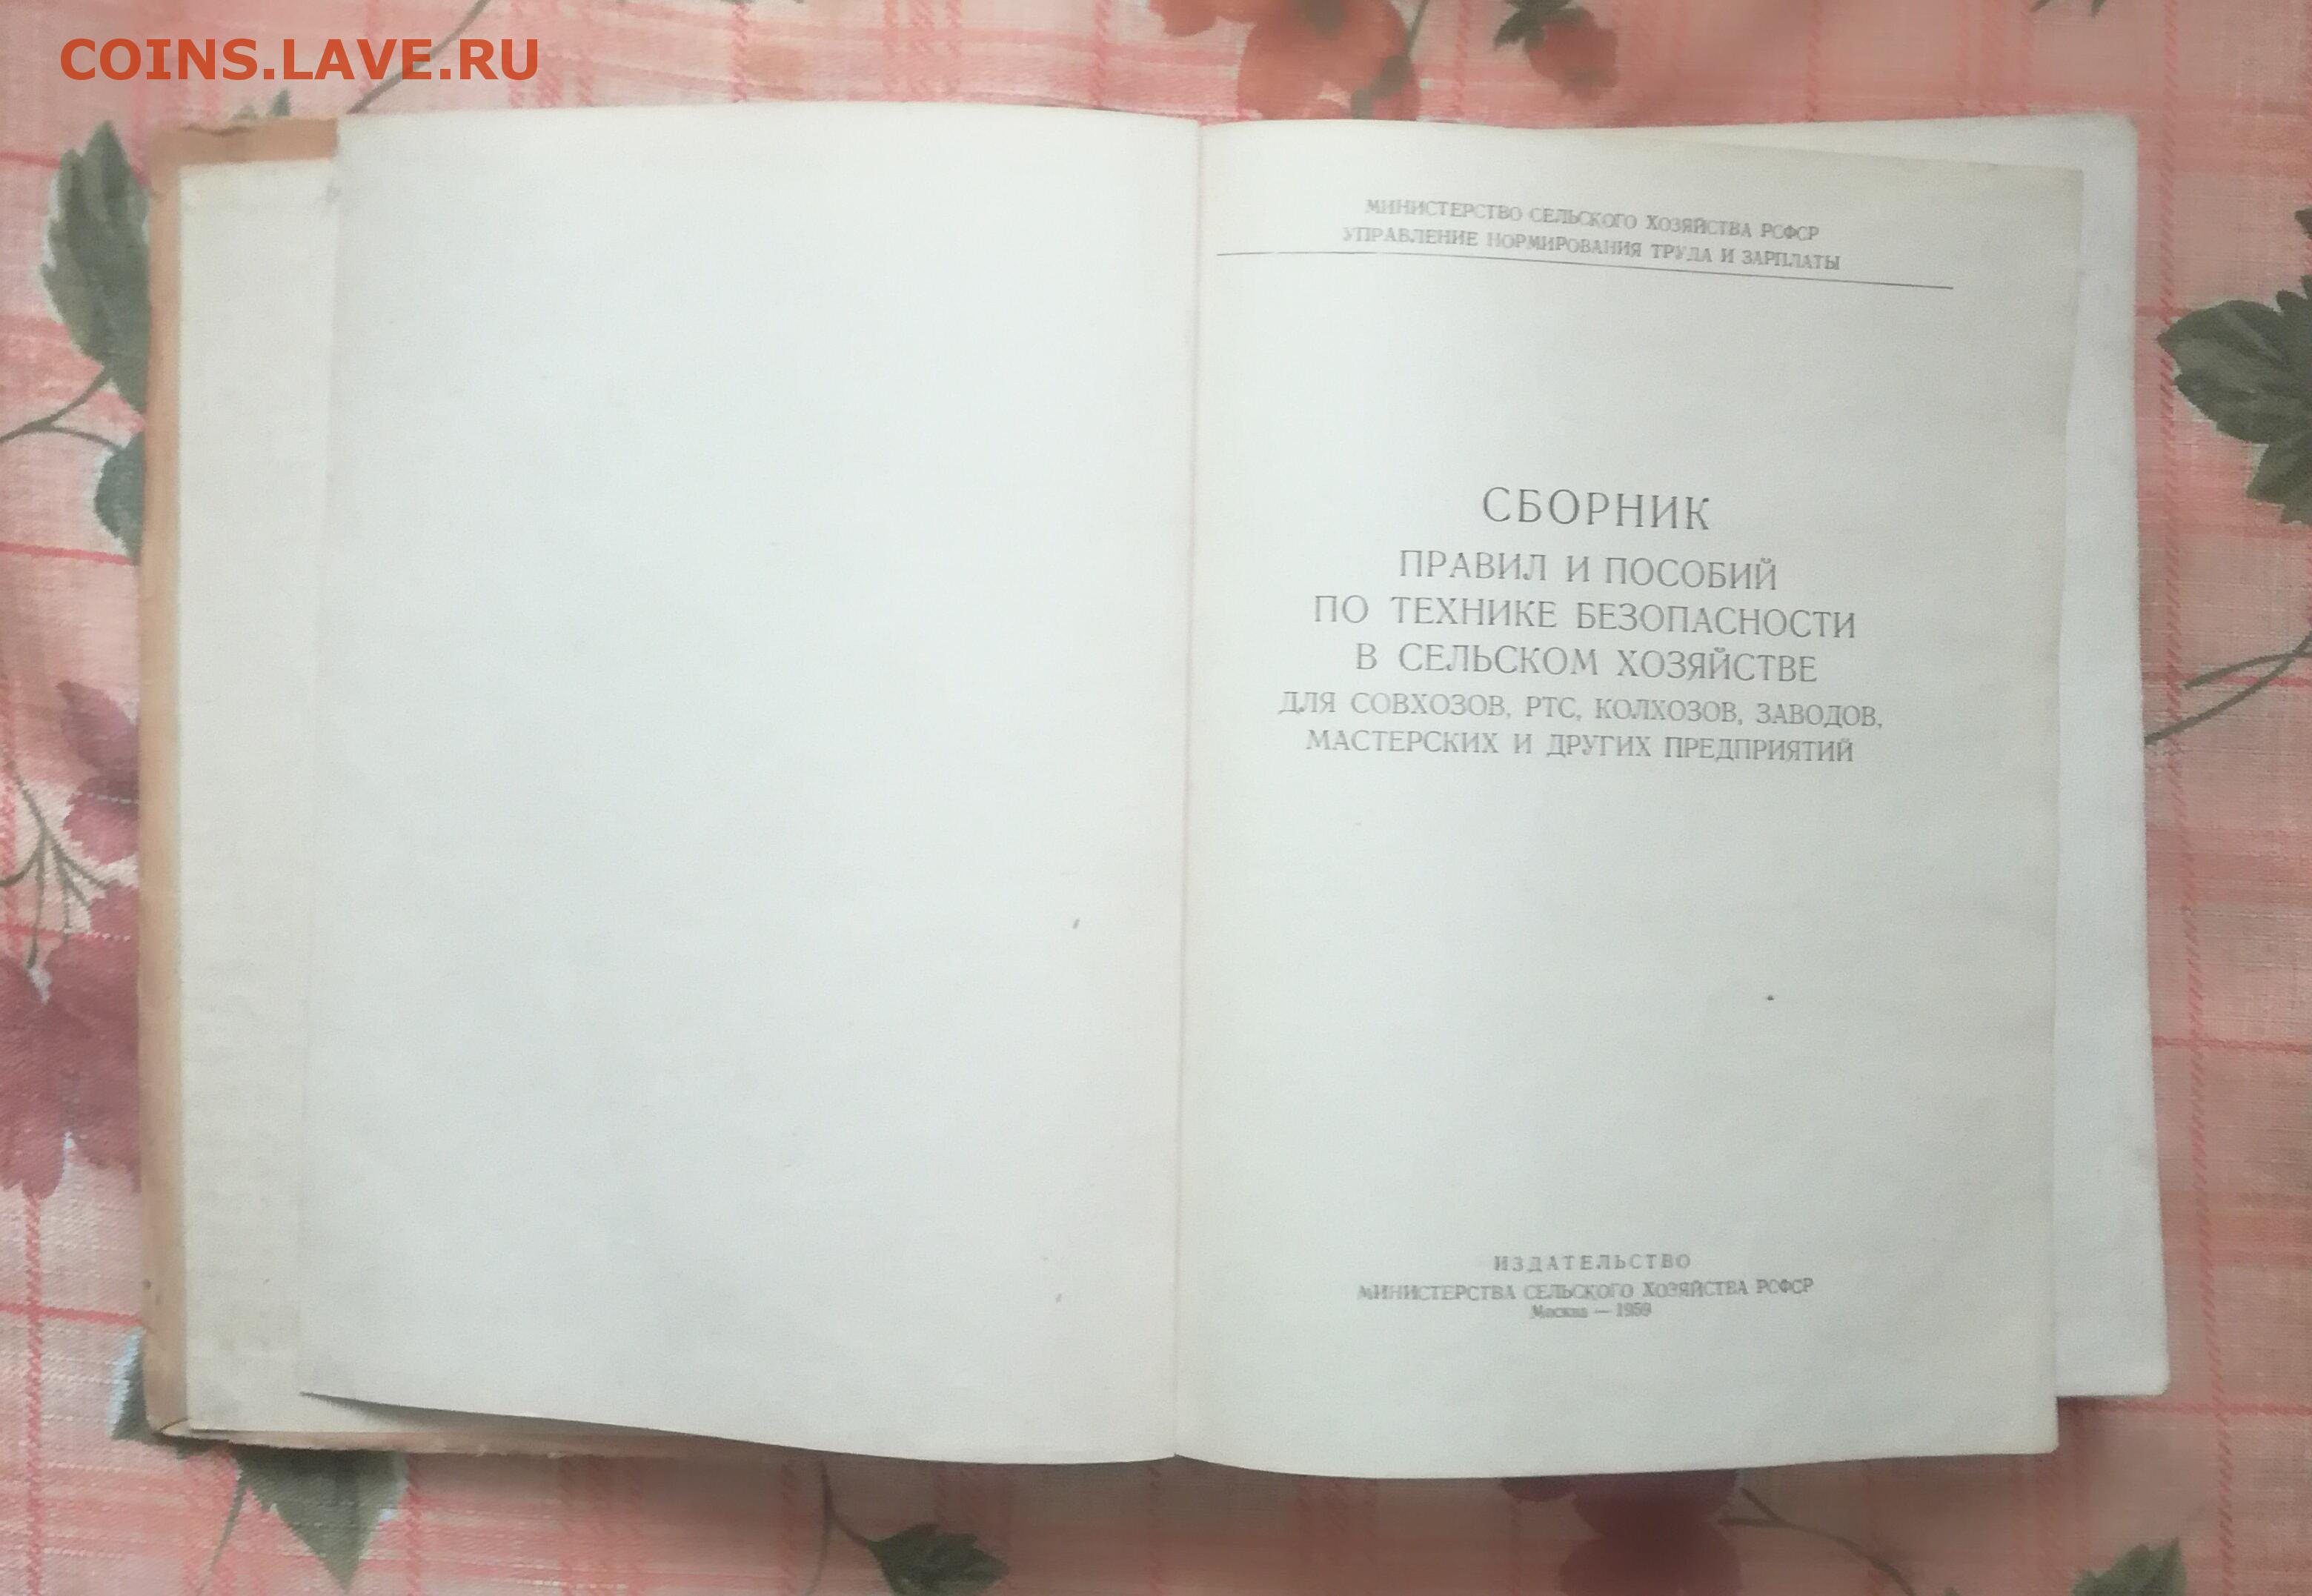 COINS.LAVE.RU
МИНИСТЕРСТВО СЕЛЬСКОГО ХОЗЯЙСТВА РСФСР
УПРАВЛЕНИЕ НОРМИРОВАНИЯ ТРУДА И ЗАРПЛАТЫ
СБОРНИК
ПРАВИЛ И ПОСОБИЙ
ПО ТЕХНИКЕ БЕЗОПАСНОСТИ
В СЕЛЬСКОМ ХОЗЯЙСТВЕ
ДЛЯ СОВХОЗОВ, РТС, КОЛХОЗОВ, ЗАВОДОВ,
МАСТЕРСКИХ И ДРУГИХ ПРЕДПРИЯТИЙ
ИЗДАТЕЛЬСТВО
МИНИСТЕРСТВА СЕЛЬСКОГО ХОЗЯЙСТВА РСФСР
Москва — 1959